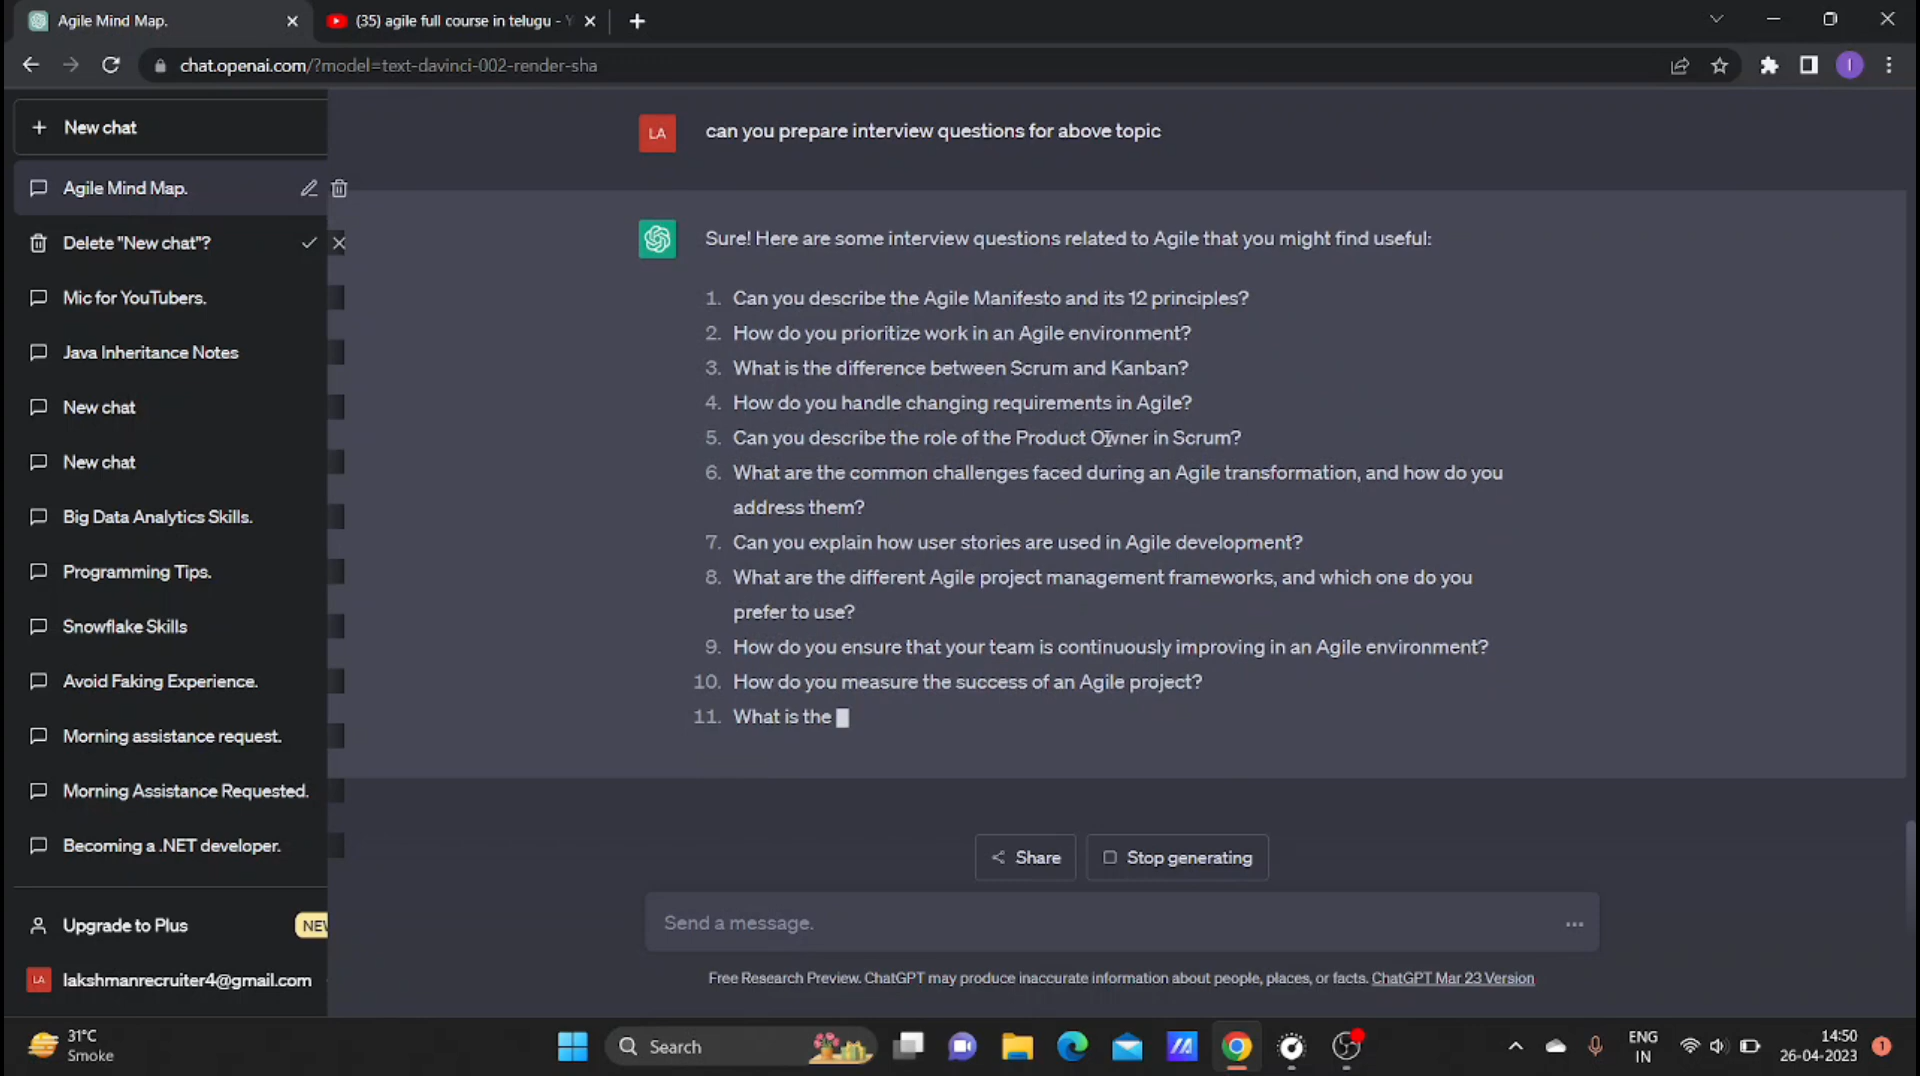 Agile Mind Map.
(35) agile full course in telugu - Y
chat.openai.com/?model=text-davinci-002-render-sha
I
New chat
Agile Mind Map.
Delete "New chat"?
Mic for YouTubers.
Java Inheritance Notes
New chat
New chat
Big Data Analytics Skills.
Programming Tips.
Snowflake Skills
Avoid Faking Experience.
Morning assistance request.
Morning Assistance Requested.
Becoming a .NET developer.
Upgrade to Plus
NEW
LA
lakshmanrecruiter4@gmail.com
LA
can you prepare interview questions for above topic
Sure! Here are some interview questions related to Agile that you might find useful:
1. Can you describe the Agile Manifesto and its 12 principles?
2. How do you prioritize work in an Agile environment?
3. What is the difference between Scrum and Kanban?
4. How do you handle changing requirements in Agile?
5. Can you describe the role of the Product Owner in Scrum?
6. What are the common challenges faced during an Agile transformation, and how do you
address them?
7. Can you explain how user stories are used in Agile development?
8. What are the different Agile project management frameworks, and which one do you
prefer to use?
9. How do you ensure that your team is continuously improving in an Agile environment?
10. How do you measure the success of an Agile project?
11. What is the
Share
Stop generating
Send a message.
Free Research Preview. ChatGPT may produce inaccurate information about people, places, or facts. ChatGPT Mar 23 Version
31°C
Smoke
Search
ENG
IN
14:50
26-04-2023
1